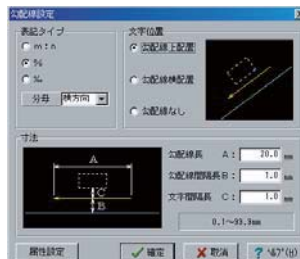 勾配線設定
表記タイプ
m:n
%
‰
分母 横方向
文字位置
勾配線上配置
勾配線横配置
勾配線なし
寸法
A
C
B
勾配線長 A: 20.0 mm
勾配線間隔長 B: 1.0 mm
文字間隔長 C: 1.0 mm
0.1~99.9mm
属性設定
確定
取消
ヘルプ(H)